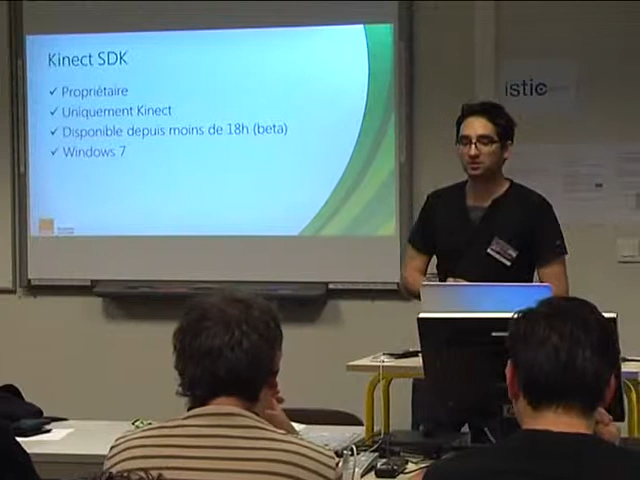 Kinect SDK
✓ Propriétaire
✓ Uniquement Kinect
✓ Disponible depuis moins de 18h (beta)
✓ Windows 7
istic